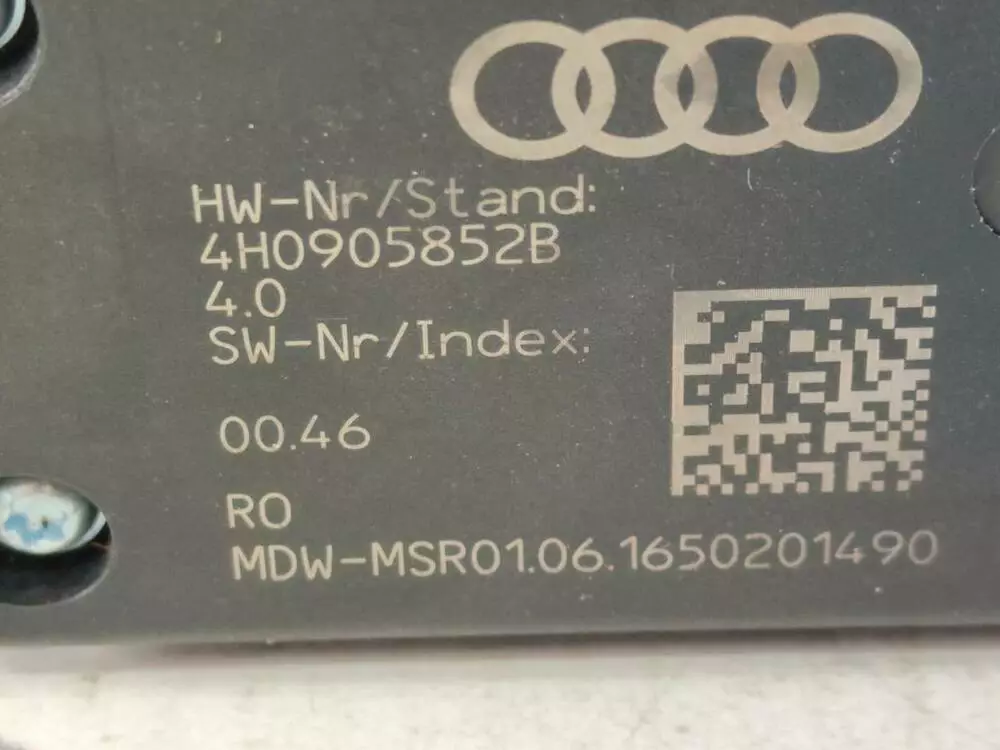 HW-Nr/Stand:
4H0905852B
4.0
SW-Nr/Index:
00.46
RO
MDW-MSR01.06.1650201490